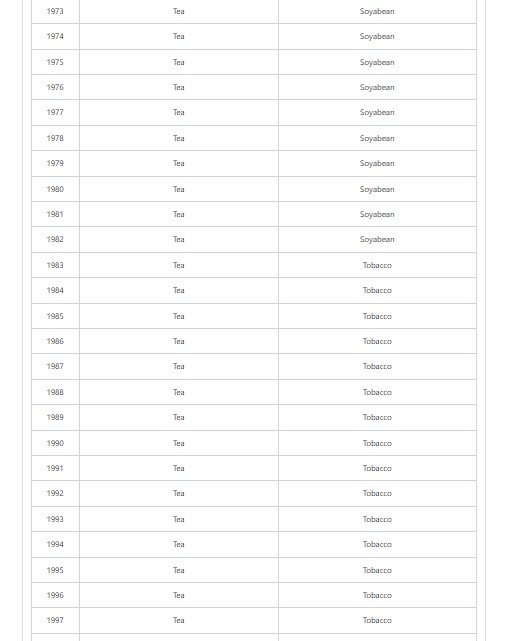 1973 Tea Soyabean
1974 Tea Soyabean
1975 Tea Soyabean
1976 Tea Soyabean
1977 Tea Soyabean
1978 Tea Soyabean
1979 Tea Soyabean
1980 Tea Soyabean
1981 Tea Soyabean
1982 Tea Soyabean
1983 Tea Tobacco
1984 Tea Tobacco
1985 Tea Tobacco
1986 Tea Tobacco
1987 Tea Tobacco
1988 Tea Tobacco
1989 Tea Tobacco
1990 Tea Tobacco
1991 Tea Tobacco
1992 Tea Tobacco
1993 Tea Tobacco
1994 Tea Tobacco
1995 Tea Tobacco
1996 Tea Tobacco
1997 Tea Tobacco